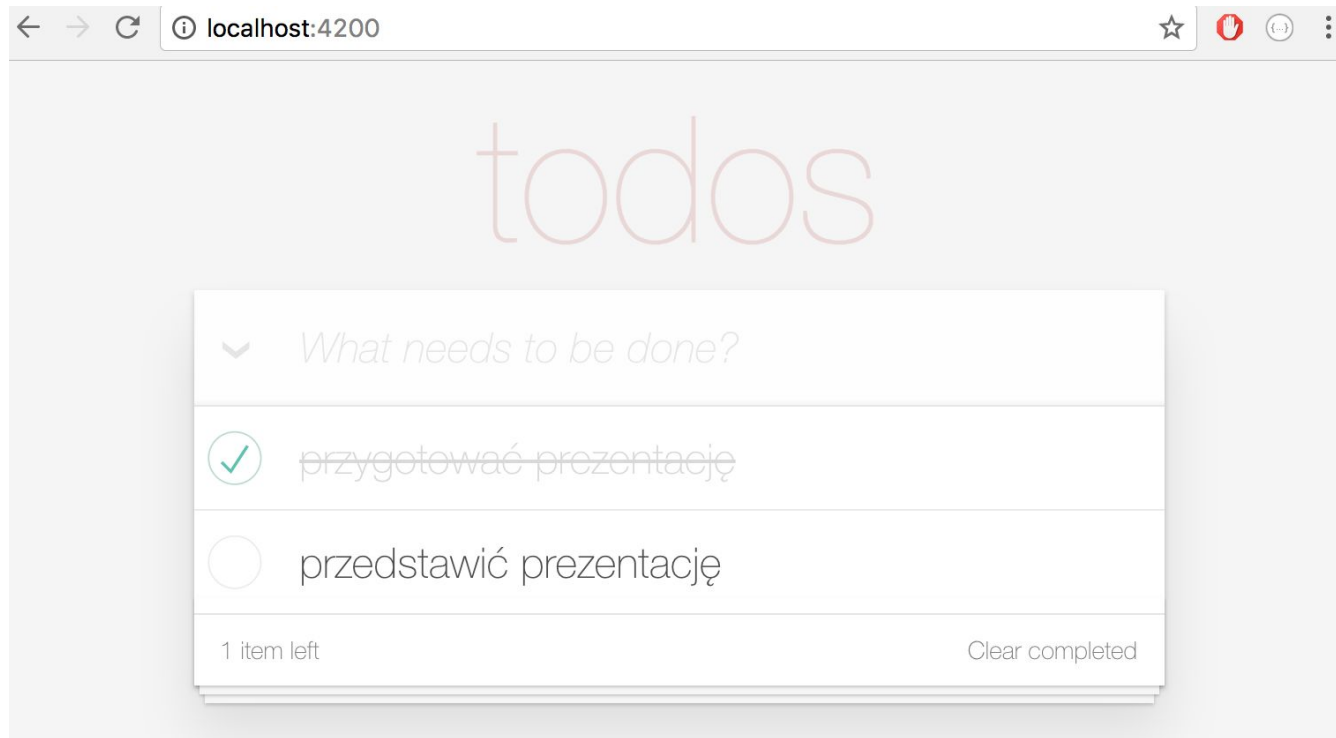 localhost:4200
todos
What needs to be done?
przygotować prezentację
przedstawić prezentację
1 item left
Clear completed